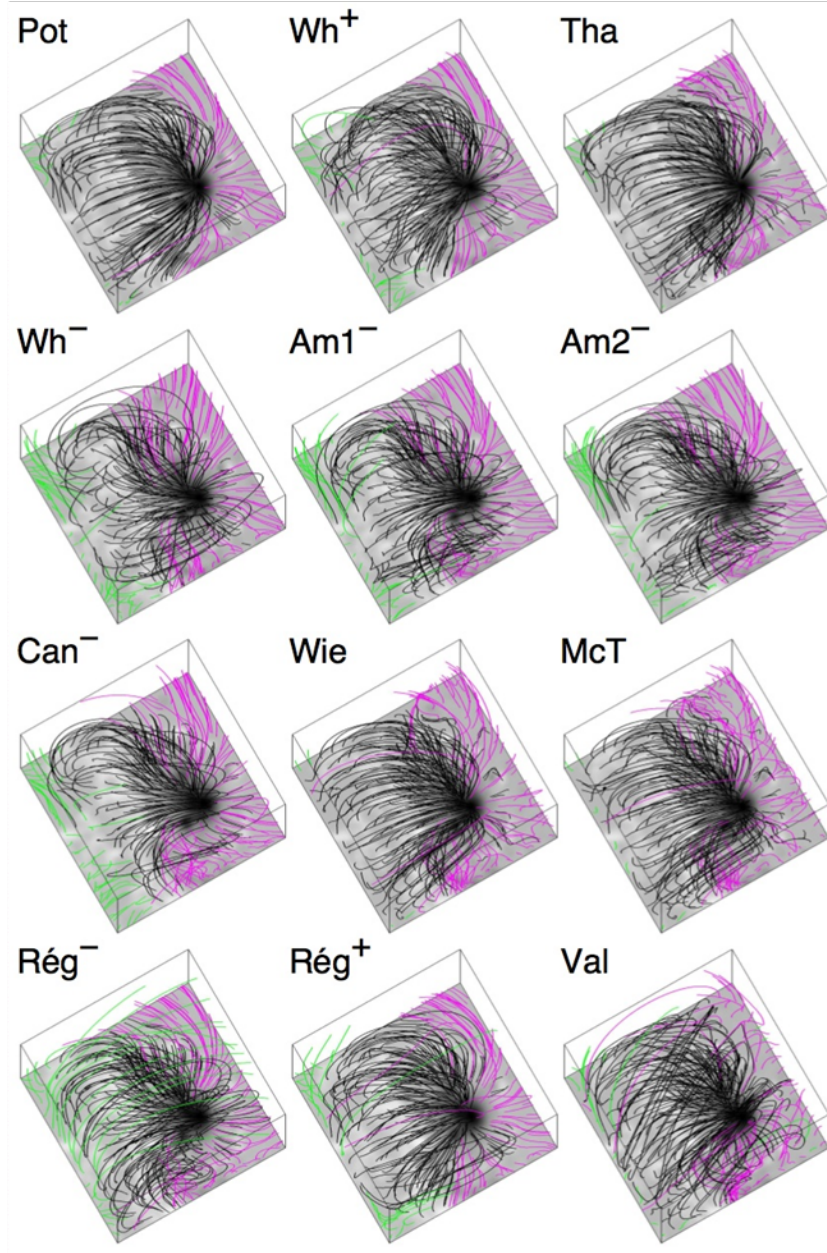 Pot Wh⁺ Tha
Wh⁻ Am1⁻ Am2⁻
Can⁻ Wie McT
Rég⁻ Rég⁺ Val